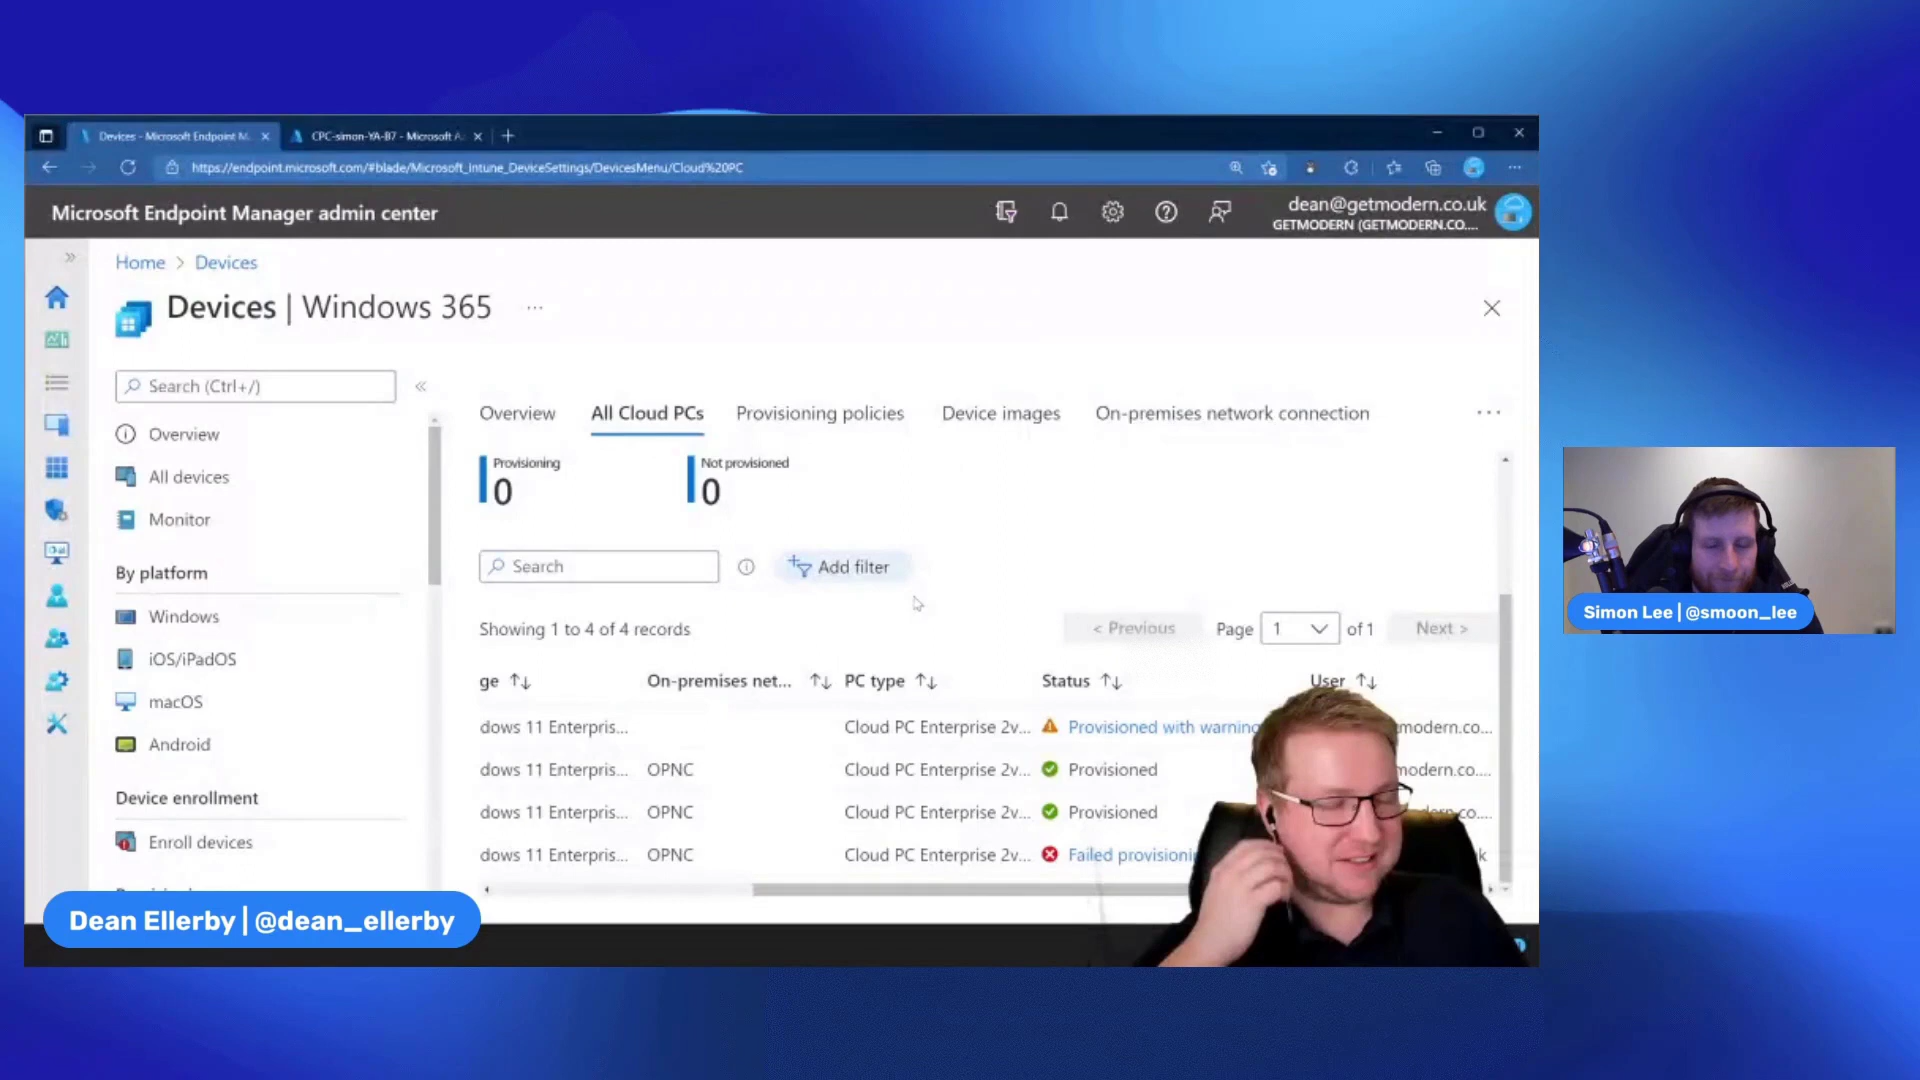 Devices - Microsoft Endpoint M.
CPC-simon-YA-B7 - Microsoft A
https://endpoint.microsoft.com/#blade/Microsoft_Intune_DeviceSettings/DevicesMenu/Cloud%20PC
Microsoft Endpoint Manager admin center
dean@getmodern.co.uk
GETMODERN (GETMODERN.CO....
Home > Devices
Devices | Windows 365 ...
Search (Ctrl+/)
Overview
All devices
Monitor
By platform
Windows
iOS/iPadOS
macOS
Android
Device enrollment
Enroll devices
Overview
All Cloud PCs
Provisioning policies
Device images
On-premises network connection
Provisioning
0
Not provisioned
0
Search
Add filter
Showing 1 to 4 of 4 records
< Previous
Page 1 of 1
Next >
ge
On-premises net...
PC type
Status
User
dows 11 Enterpris... Cloud PC Enterprise 2v... Provisioned with warning modern.co....
dows 11 Enterpris... OPNC Cloud PC Enterprise 2v... Provisioned modern.co....
dows 11 Enterpris... OPNC Cloud PC Enterprise 2v... Provisioned
dows 11 Enterpris... OPNC Cloud PC Enterprise 2v... Failed provisioni k
Dean Ellerby | @dean_ellerby
Simon Lee | @smoon_lee